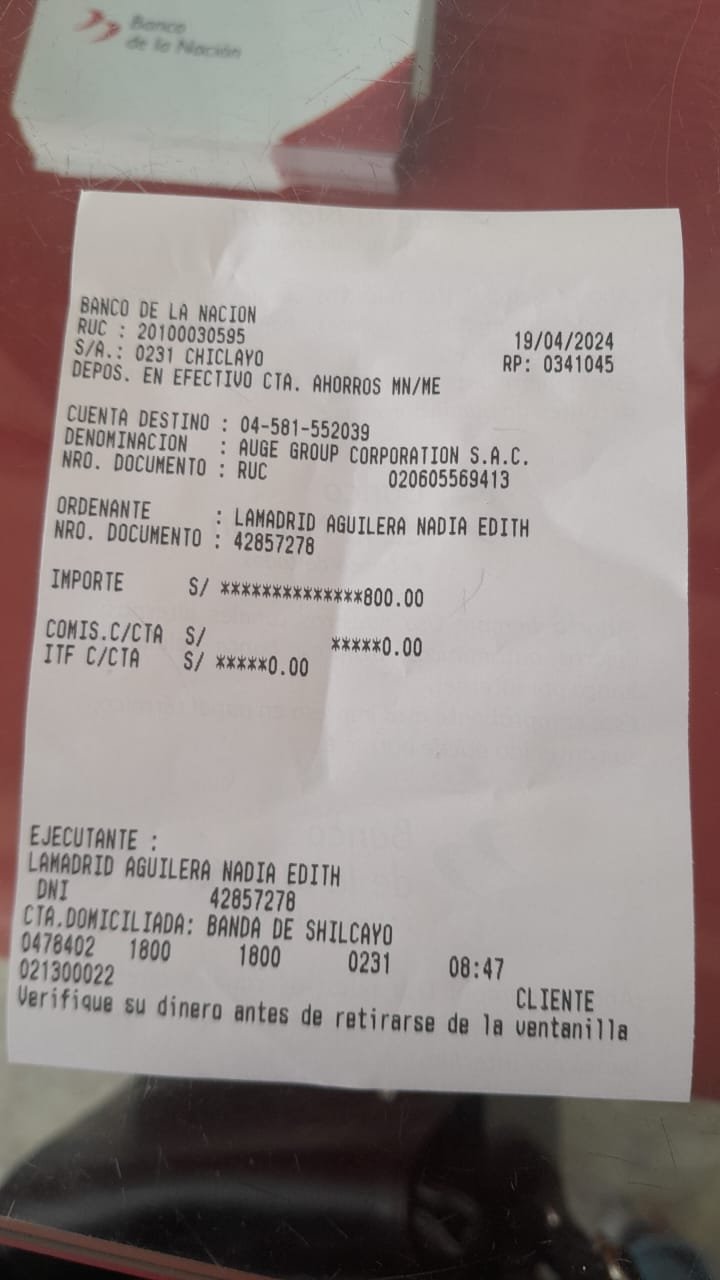 Banco
de la Nación
BANCO DE LA NACION
RUC : 20100030595 19/04/2024
S/A.: 0231 CHICLAYO RP: 0341045
DEPOS. EN EFECTIVO CTA. AHORROS MN/ME
CUENTA DESTINO : 04-581-552039
DENOMINACION : AUGE GROUP CORPORATION S.A.C.
NRO. DOCUMENTO : RUC 020605569413
ORDENANTE : LAMADRID AGUILERA NADIA EDITH
NRO. DOCUMENTO : 42857278
IMPORTE S/ **************800.00
COMIS.C/CTA S/ *****0.00
ITF C/CTA S/ *****0.00
EJECUTANTE :
LAMADRID AGUILERA NADIA EDITH
DNI 42857278
CTA.DOMICILIADA: BANDA DE SHILCAYO
0478402 1800 1800 0231 08:47
021300022 CLIENTE
Verifique su dinero antes de retirarse de la ventanilla